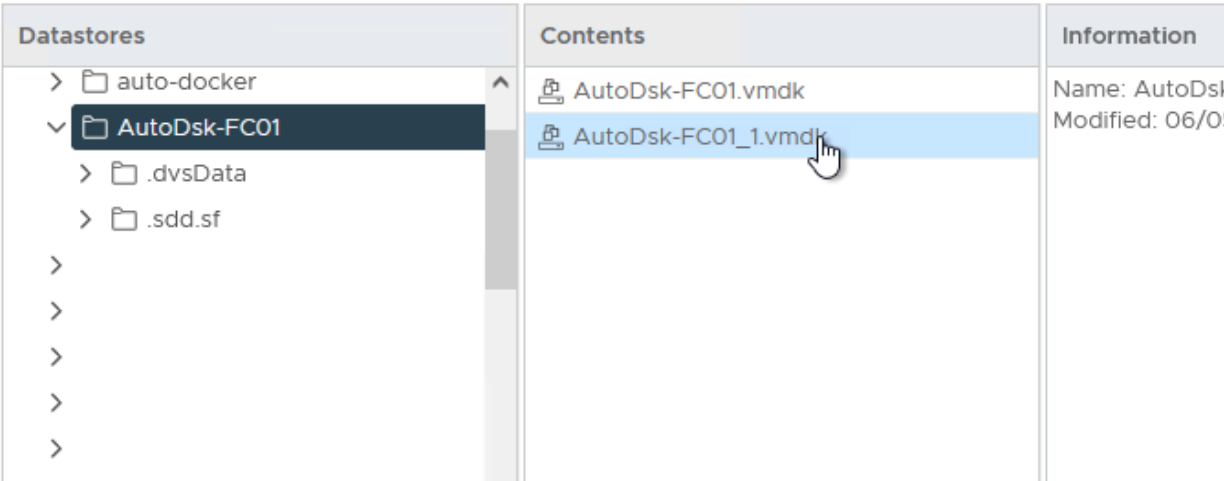 Datastores
auto-docker
AutoDsk-FC01
.dvsData
.sdd.sf
Contents
AutoDsk-FC01.vmdk
AutoDsk-FC01_1.vmdk
Information
Name:
Modified: 06/0